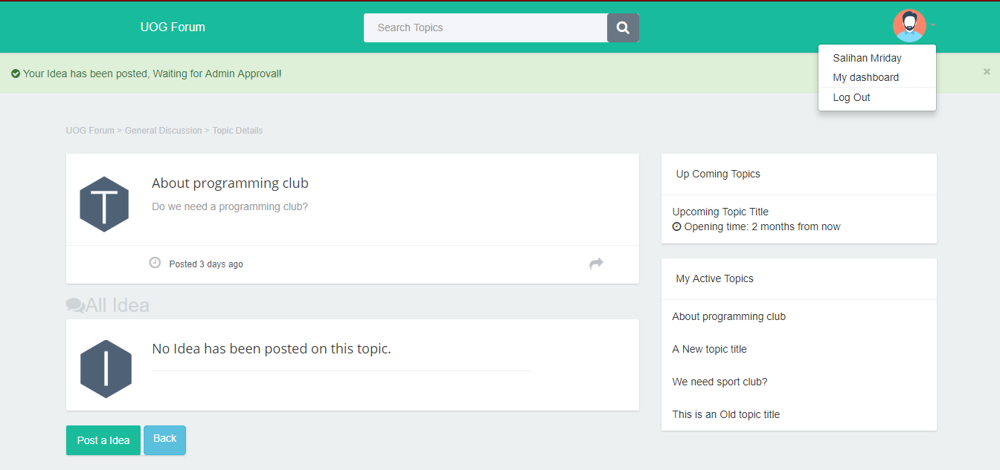 UOG Forum
Search Topics
Salihan Mriday
My dashboard
Log Out
Your Idea has been posted, Waiting for Admin Approval!
×
UOG Forum > General Discussion > Topic Details
T
About programming club
Do we need a programming club?
Posted 3 days ago
All Idea
I
No Idea has been posted on this topic.
Post a Idea
Back
Up Coming Topics
Upcoming Topic Title
Opening time: 2 months from now
My Active Topics
About programming club
A New topic title
We need sport club?
This is an Old topic title